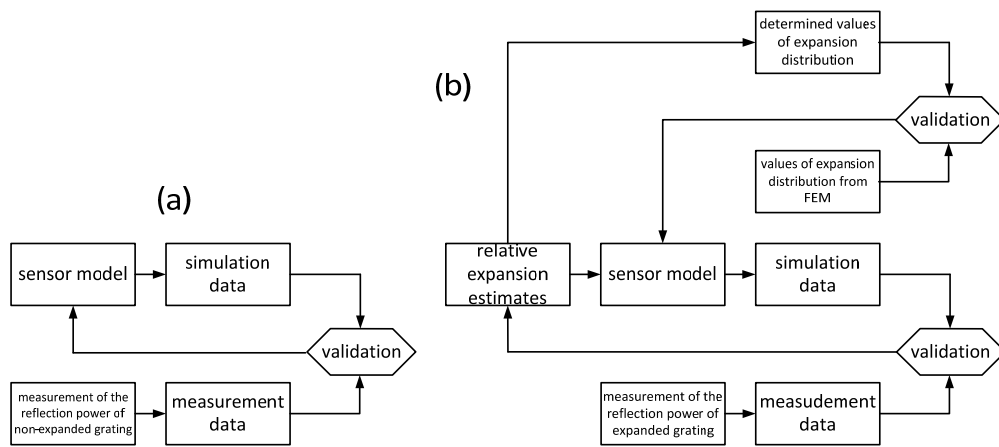 (a)
sensor model
simulation
data
validation
measurement of the
reflection power of
non-expanded grating
measurement
data
(b)
determined values
of expansion
distribution
validation
values of expansion
distribution from
FEM
relative
expansion
estimates
sensor model
simulation
data
validation
measurement of the
reflection power of
expanded grating
measudement
data